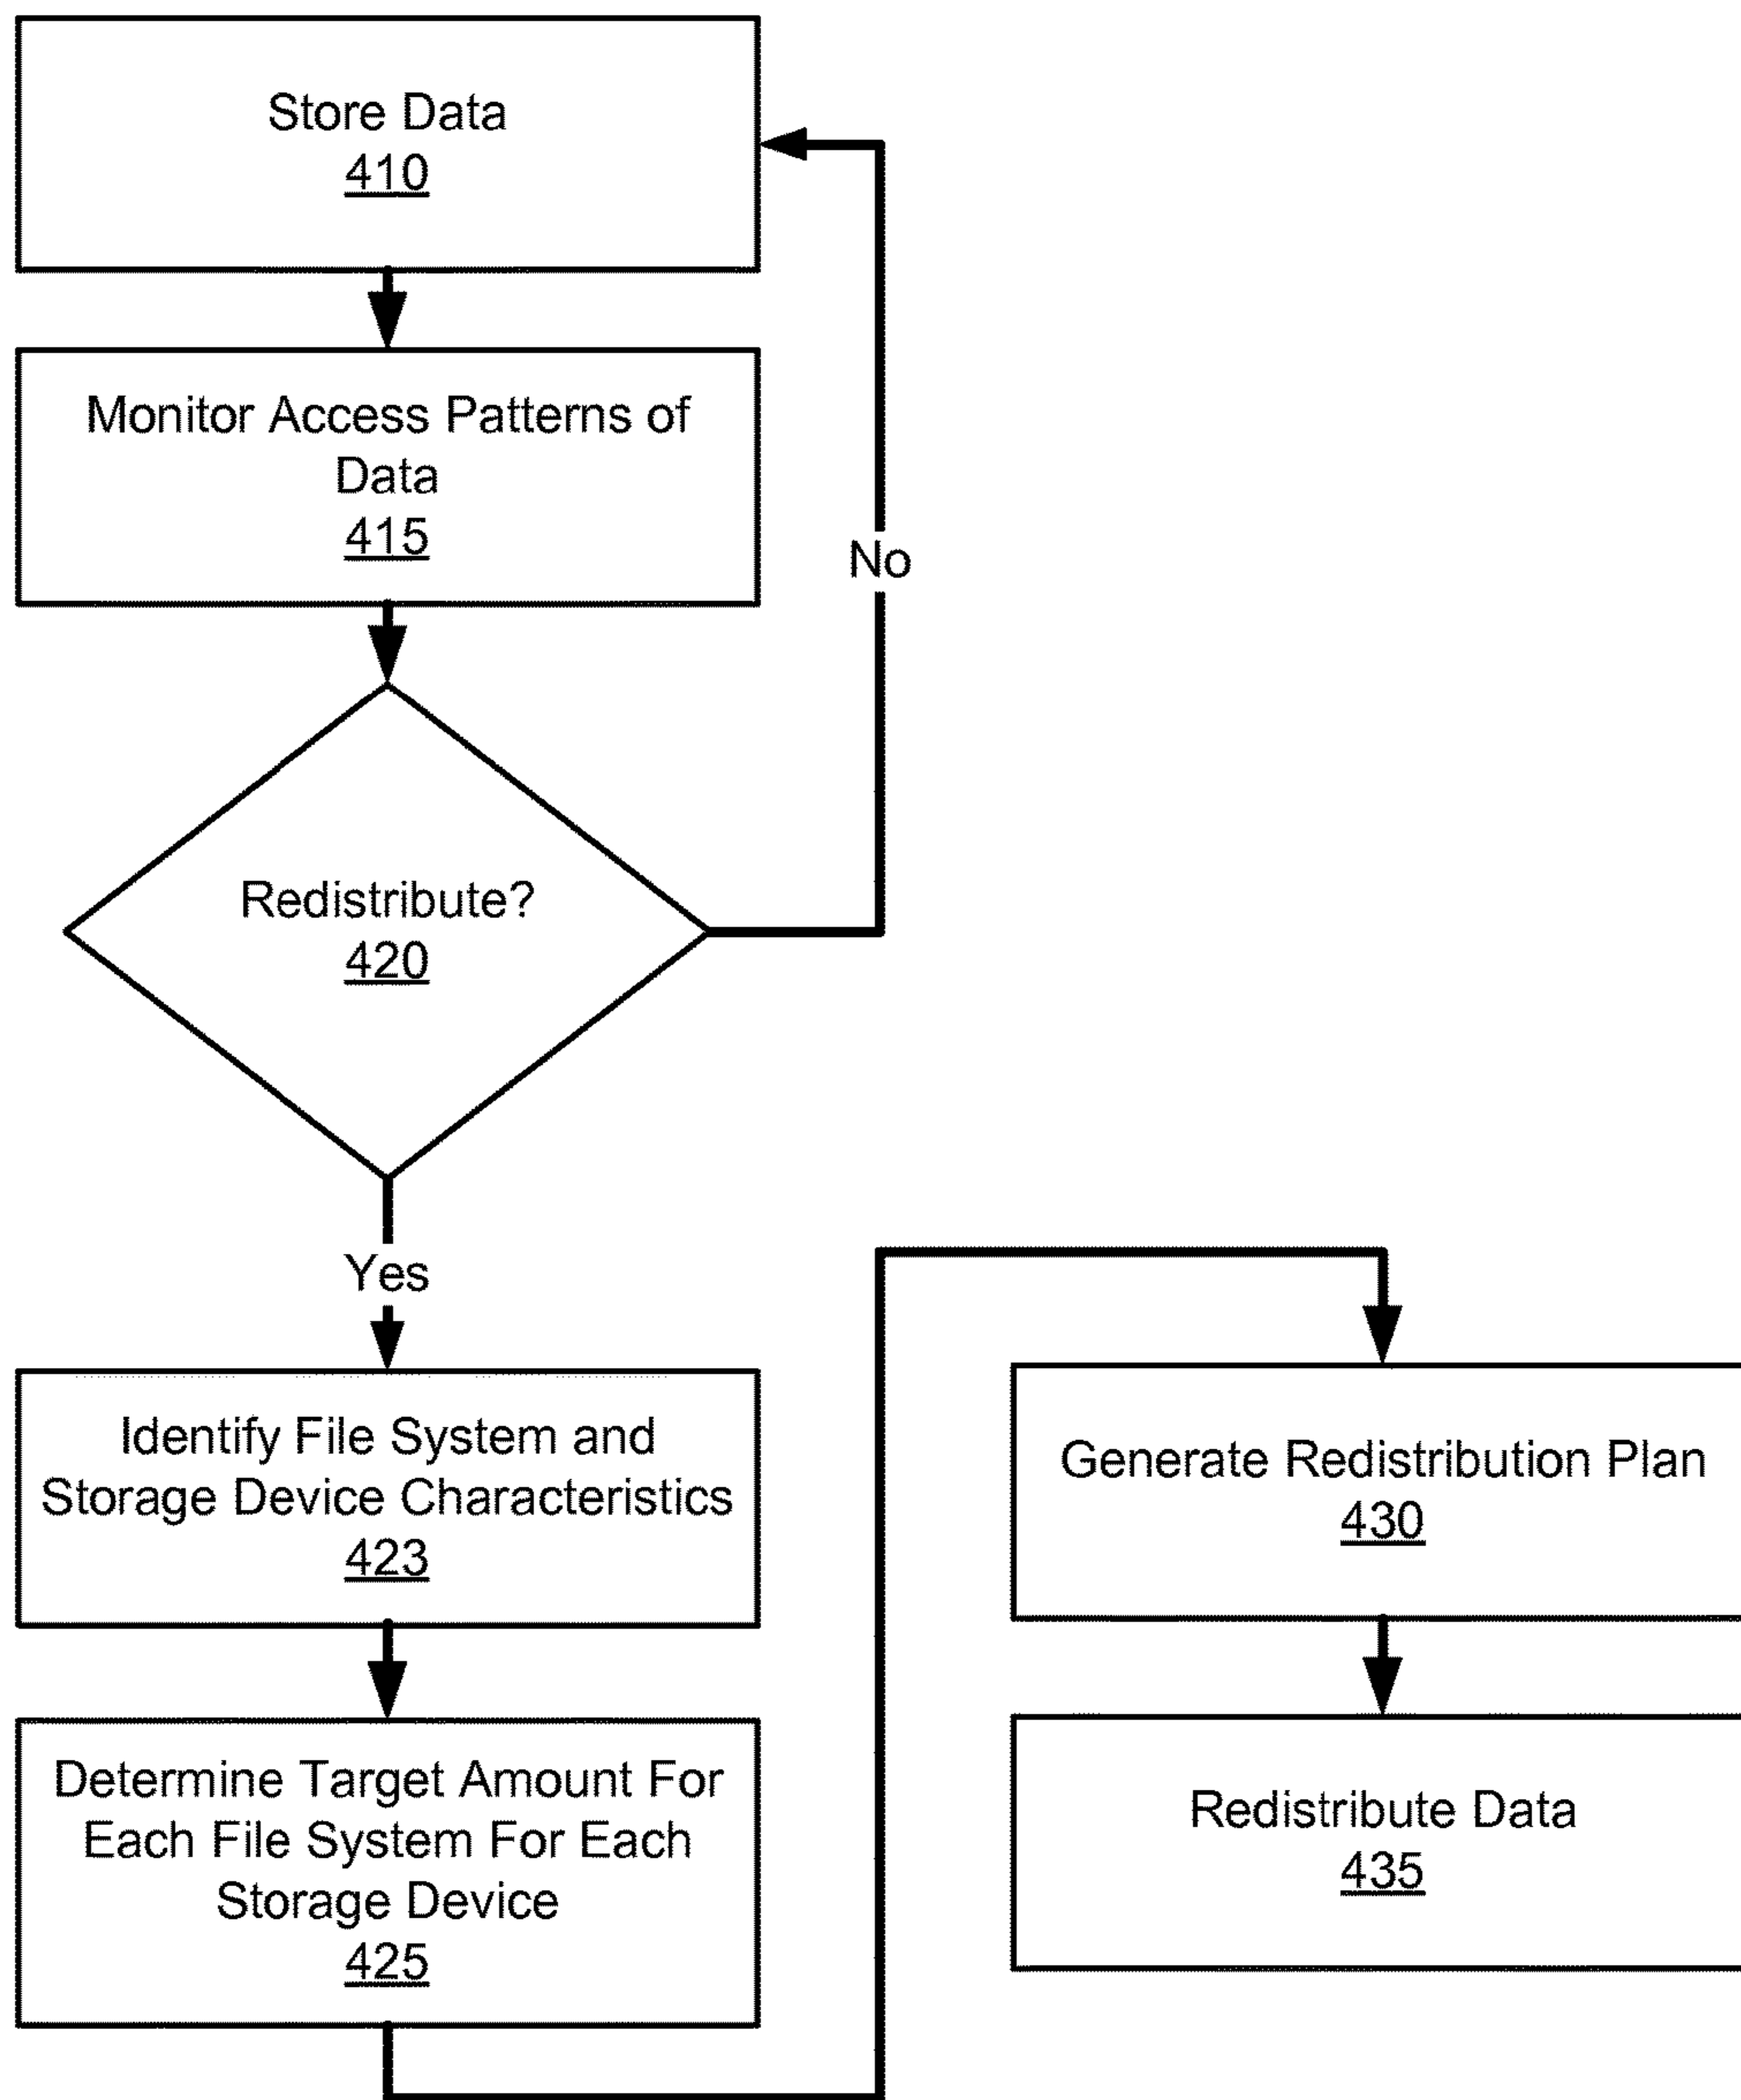 Store Data
410
Monitor Access Patterns of
Data
415
Redistribute?
420
No
Yes
Identify File System and
Storage Device Characteristics
423
Determine Target Amount For
Each File System For Each
Storage Device
425
Generate Redistribution Plan
430
Redistribute Data
435